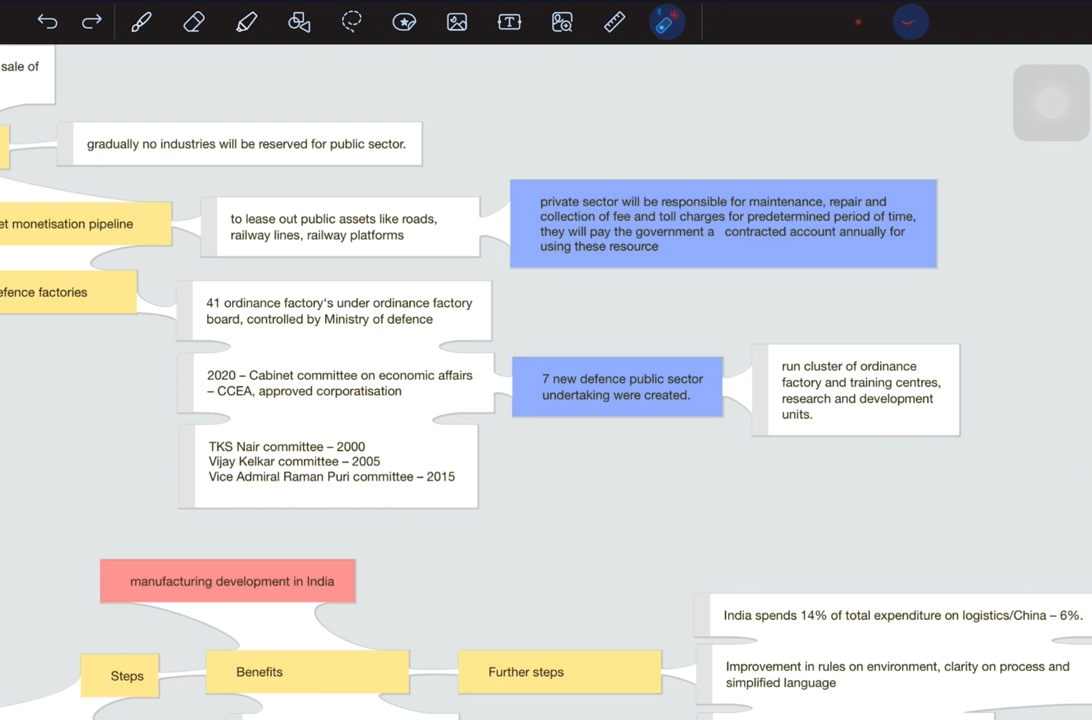 sale of
gradually no industries will be reserved for public sector.
et monetisation pipeline
to lease out public assets like roads,
railway lines, railway platforms
private sector will be responsible for maintenance, repair and
collection of fee and toll charges for predetermined period of time,
they will pay the government a contracted account annually for
using these resource
efence factories
41 ordinance factory's under ordinance factory
board, controlled by Ministry of defence
2020 – Cabinet committee on economic affairs
– CCEA, approved corporatisation
7 new defence public sector
undertaking were created.
run cluster of ordinance
factory and training centres,
research and development
units.
TKS Nair committee – 2000
Vijay Kelkar committee – 2005
Vice Admiral Raman Puri committee – 2015
manufacturing development in India
India spends 14% of total expenditure on logistics/China – 6%.
Steps
Benefits
Further steps
Improvement in rules on environment, clarity on process and
simplified language